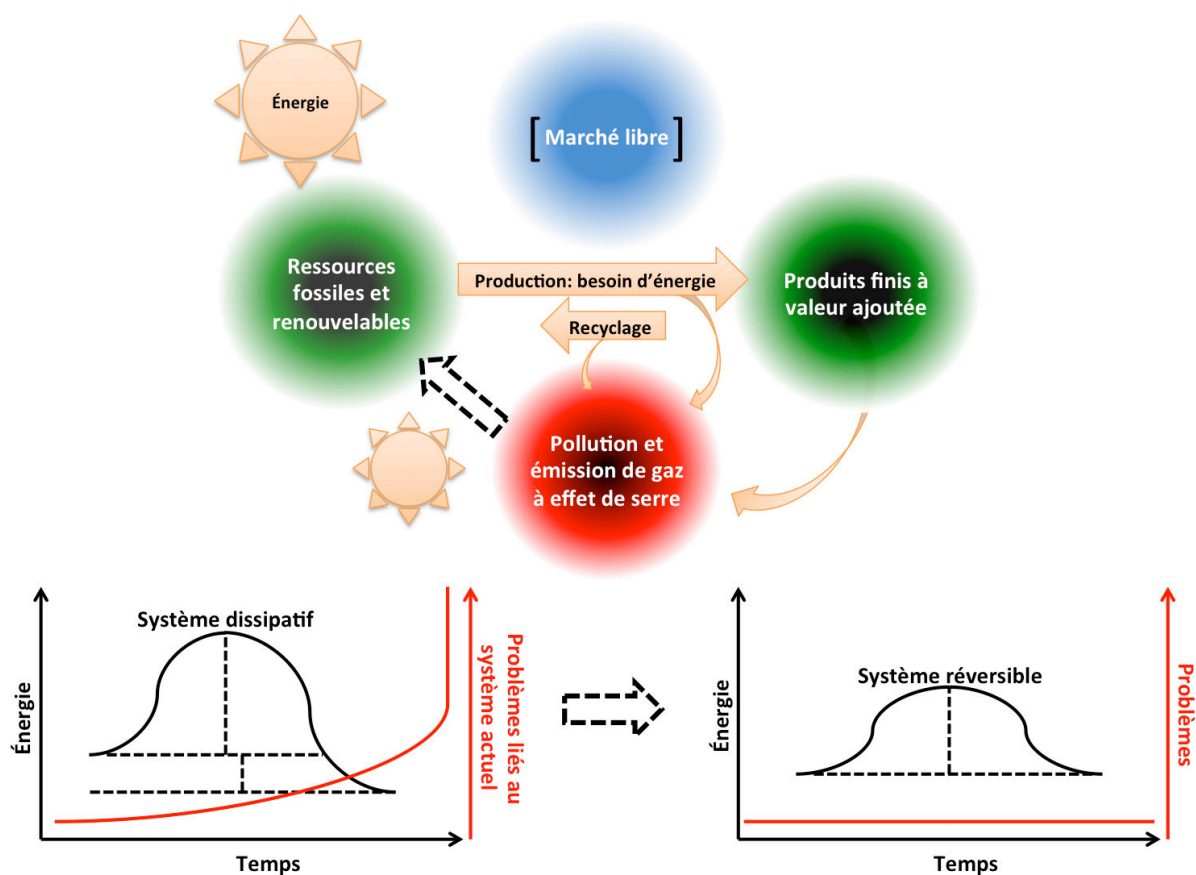 Énergie
[Marché libre]
Ressources
fossiles et
renouvelables
Production: besoin d'énergie
Produits finis à
valeur ajoutée
Recyclage
Pollution et
émission de gaz
à effet de serre
Système dissipatif
Énergie
Temps
Problèmes liés au
système actuel
Système réversible
Énergie
Temps
Problèmes